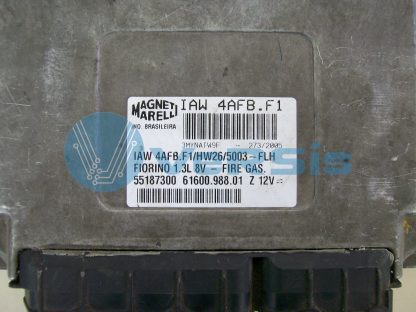 MAGNETI MARELLI
IAW 4AFB.F1
IND. BRASILEIRA
3MYNATW9F - 273/2005
IAW 4AFB.F1/HW26/5003-FLH
FIORINO 1.3L 8V - FIRE GAS.
55187300 61600.988.01 Z 12V